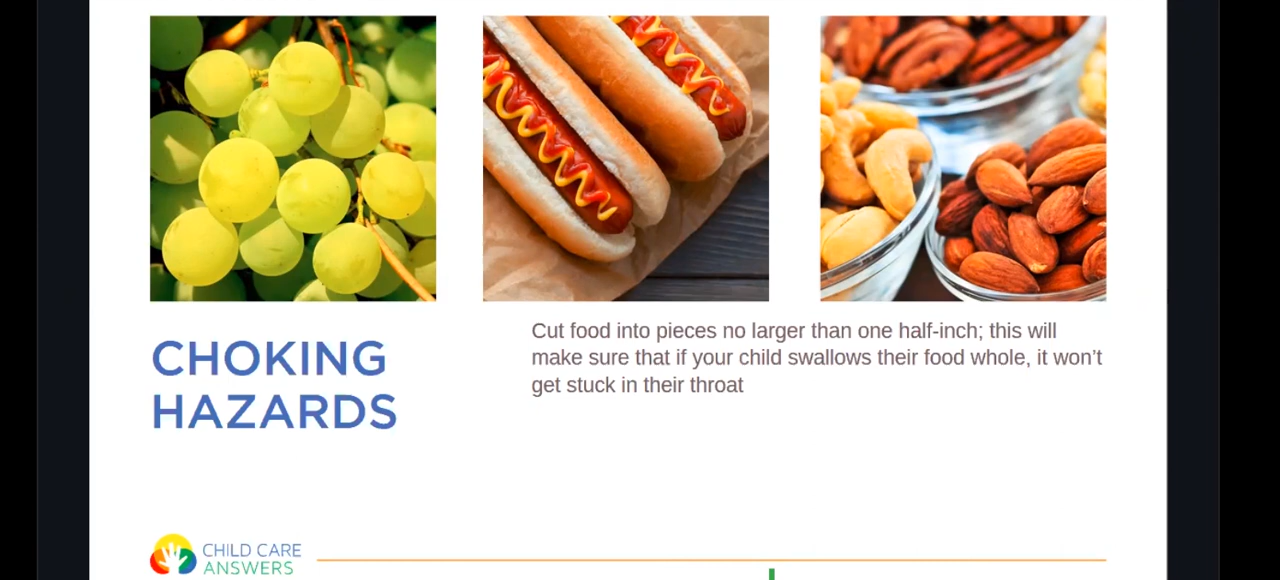 CHOKING
HAZARDS
Cut food into pieces no larger than one half-inch; this will
make sure that if your child swallows their food whole, it won’t
get stuck in their throat
CHILD CARE
ANSWERS